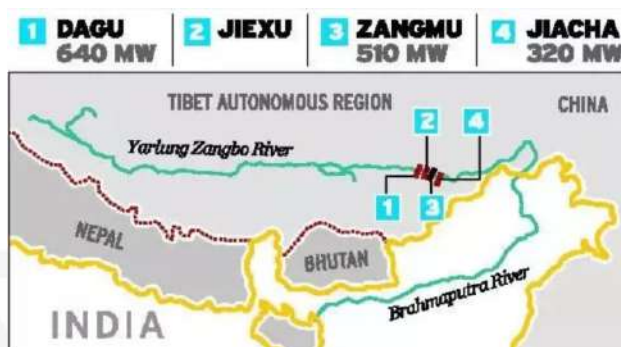 1 DAGU
640 MW
2 JIEXU
3 ZANGMU
510 MW
4 JIACHA
320 MW
TIBET AUTONOMOUS REGION
CHINA
Yarlung Zangbo River
2
4
1
3
NEPAL
BHUTAN
Brahmaputra River
INDIA